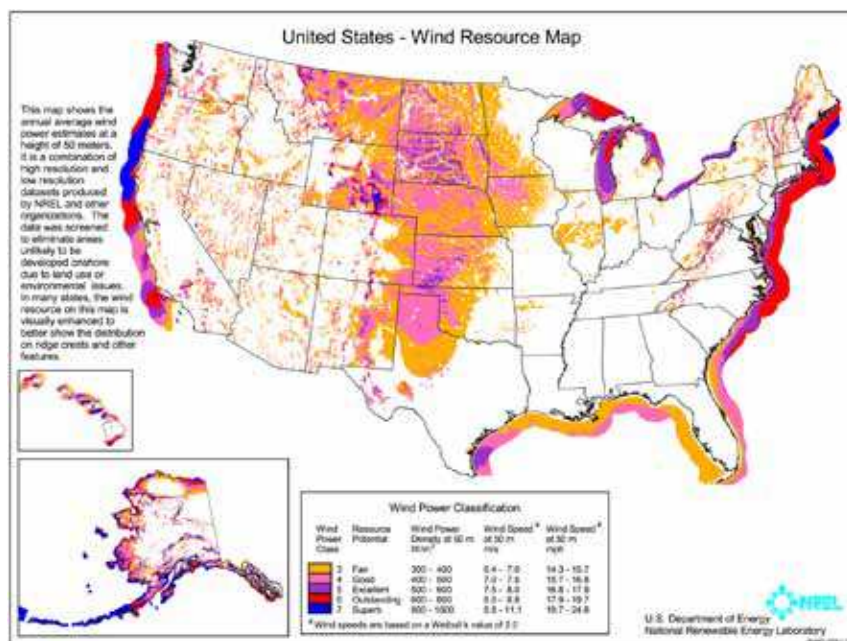 United States - Wind Resource Map
This map shows the
annual average wind
power estimates at a
height of 50 meters.
It is a combination of
high resolution and
low resolution
datasets produced
by NREL and other
organizations. The
data was screened
to eliminate areas
unlikely to be
developed onshore
due to land use or
environmental issues.
In many states, the wind
resource on this map is
visually enhanced to
better show the distribution
on ridge crests and other
features.
Wind Power Classification
Wind Power Class Resource Potential Wind Power Density at 50 m W/m² Wind Speed ª at 50 m m/s Wind Speed ª at 50 m mph
3 Fair 300 - 400 6.4 - 7.0 14.3 - 15.7
4 Good 400 - 500 7.0 - 7.5 15.7 - 16.8
5 Excellent 500 - 600 7.5 - 8.0 16.8 - 17.9
6 Outstanding 600 - 800 8.0 - 8.8 17.9 - 19.7
7 Superb 800 - 1600 8.8 - 11.1 19.7 - 24.8
ª Wind speeds are based on a Weibull k value of 2.0
NREL
U.S. Department of Energy
National Renewable Energy Laboratory